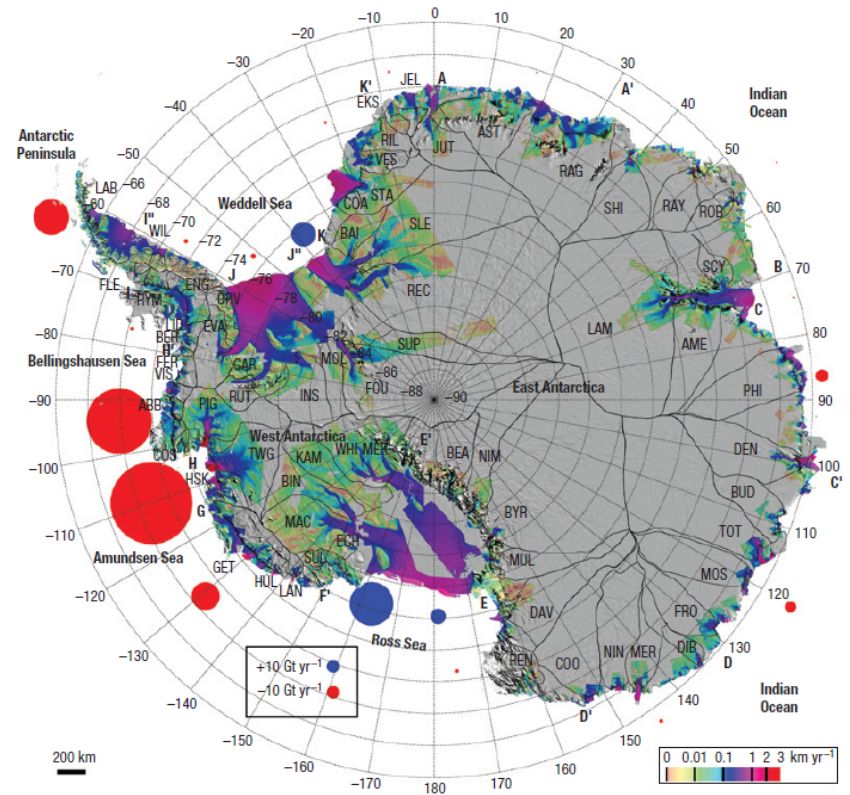 0
−10
10
−20
20
−30
30
−40
40
−50
50
60
70
80
90
100
110
120
130
140
150
160
170
180
−170
−160
−150
−140
−130
−120
−110
−100
−90
−80
−70
−60
−66
−68
−70
−72
−74
−76
−78
−80
−82
−84
−86
−88
−90
Indian
Ocean
Antarctic
Peninsula
Weddell Sea
Bellingshausen Sea
Amundsen Sea
Ross Sea
Indian
Ocean
East Antarctica
West Antarctica
K'
JEL
A
EKS
A'
RIL
VES
JUT
AST
RAG
LAB
I"
WIL
COA
STA
BAI
SLE
K
J"
J
REC
SHI
RAY
ROB
SCY
B
C
LAM
AME
FLE
I
RYM
ENG
ORV
EVA
BER
H'
FER
VIS
CAR
RUT
MOL
SUP
FOU
INS
PHI
ABB
PIG
COS
H
HSK
TWG
KAM
WHI
MER
E'
BEA
NIM
DEN
C'
BUD
G
BIN
BYR
TOT
MAC
ECH
MUL
MOS
GET
HUL
LAN
SUL
F'
E
DAV
FRO
DIB
D
REN
COO
NIN
MER
D'
+10 Gt yr⁻¹
−10 Gt yr⁻¹
200 km
0 0.01 0.1 1 2 3 km yr⁻¹